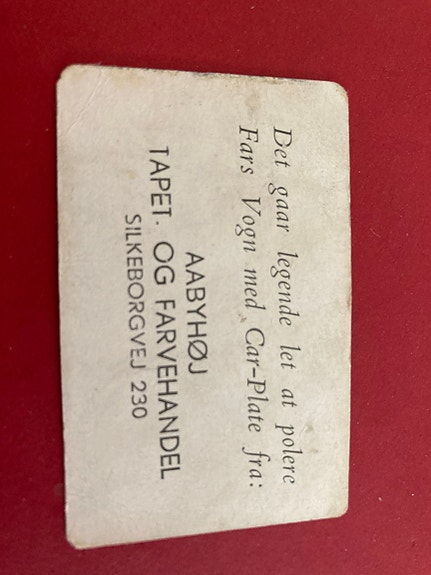 Det gaar legende let at polere
Fars Vogn med Car-Plate fra:
AABYHØJ
TAPET. OG FARVEHANDEL
SILKEBORGVEJ 230